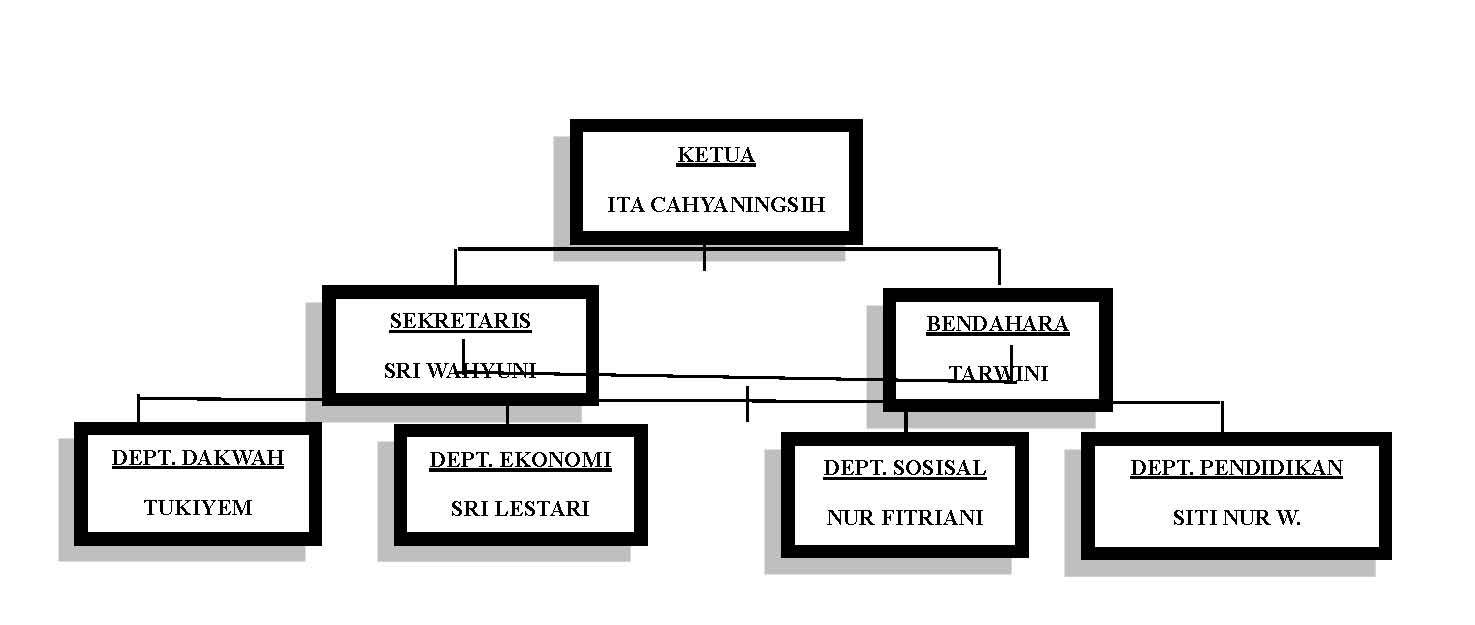 KETUA
ITA CAHYANINGSIH
SEKRETARIS
SRI WAHYUNI
BENDAHARA
TARWINI
DEPT. DAKWAH
TUKIYEM
DEPT. EKONOMI
SRI LESTARI
DEPT. SOSISAL
NUR FITRIANI
DEPT. PENDIDIKAN
SITI NUR W.